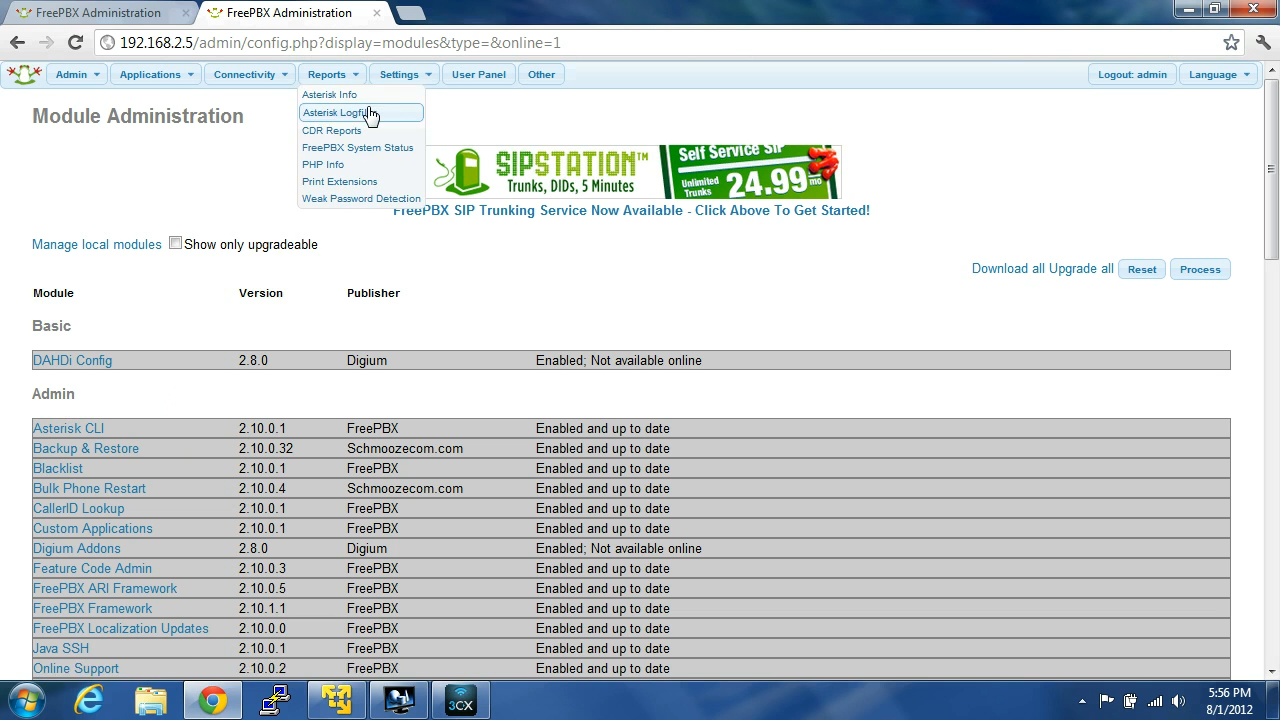 FreePBX Administration
FreePBX Administration
192.168.2.5/admin/config.php?display=modules&type=&online=1
Admin Applications Connectivity Reports Settings User Panel Other Logout: admin Language
Asterisk Info
Asterisk Logfi
CDR Reports
FreePBX System Status
PHP Info
Print Extensions
Weak Password Detection
Module Administration
SIPSTATION™
Trunks, DIDs, 5 Minutes
Self Service SIP
Unlimited Trunks 24.99 mo
FreePBX SIP Trunking Service Now Available - Click Above To Get Started!
Manage local modules Show only upgradeable
Download all Upgrade all Reset Process
Module Version Publisher
Basic
DAHDi Config 2.8.0 Digium Enabled; Not available online
Admin
Asterisk CLI 2.10.0.1 FreePBX Enabled and up to date
Backup & Restore 2.10.0.32 Schmoozecom.com Enabled and up to date
Blacklist 2.10.0.1 FreePBX Enabled and up to date
Bulk Phone Restart 2.10.0.4 Schmoozecom.com Enabled and up to date
CallerID Lookup 2.10.0.1 FreePBX Enabled and up to date
Custom Applications 2.10.0.1 FreePBX Enabled and up to date
Digium Addons 2.8.0 Digium Enabled; Not available online
Feature Code Admin 2.10.0.3 FreePBX Enabled and up to date
FreePBX ARI Framework 2.10.0.5 FreePBX Enabled and up to date
FreePBX Framework 2.10.1.1 FreePBX Enabled and up to date
FreePBX Localization Updates 2.10.0.0 FreePBX Enabled and up to date
Java SSH 2.10.0.1 FreePBX Enabled and up to date
Online Support 2.10.0.2 FreePBX Enabled and up to date
3CX
5:56 PM
8/1/2012